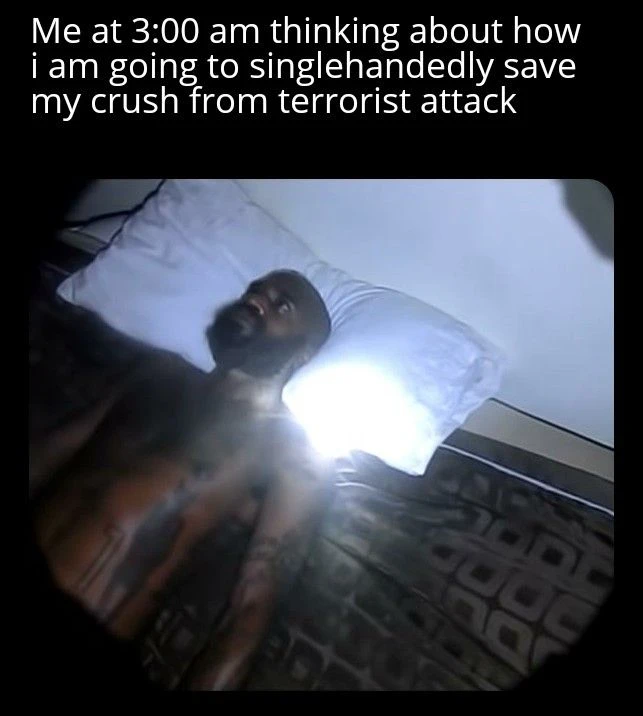 Me at 3:00 am thinking about how
i am going to singlehandedly save
my crush from terrorist attack